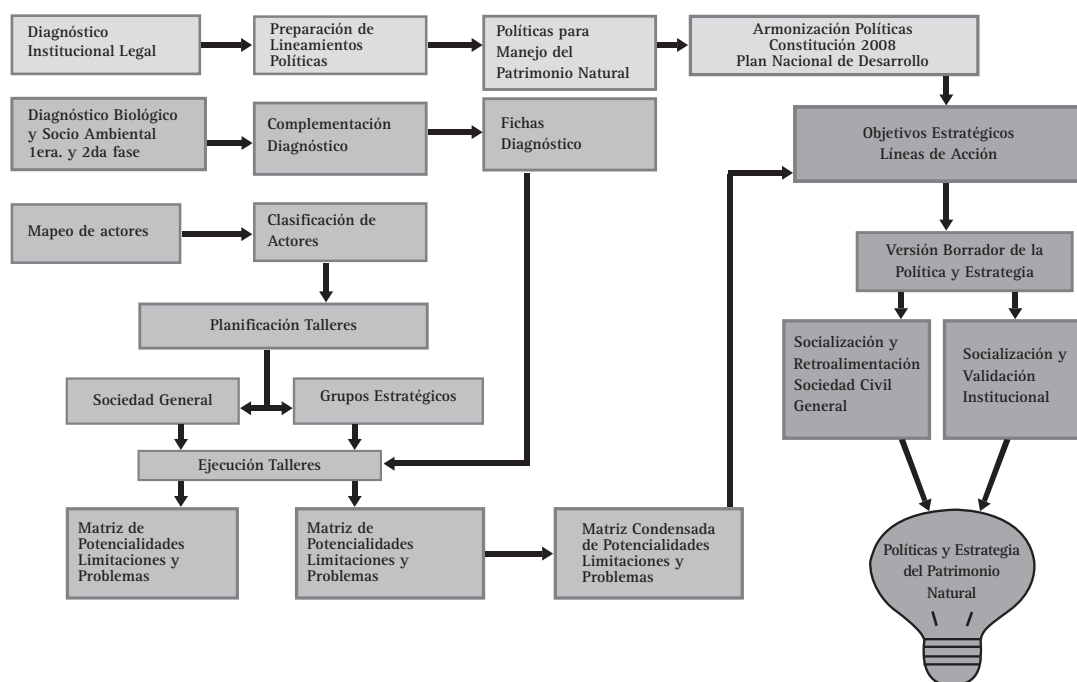 Diagnóstico
Institucional Legal
Preparación de
Lineamientos
Políticas
Políticas para
Manejo del
Patrimonio Natural
Armonización Políticas
Constitución 2008
Plan Nacional de Desarrollo
Diagnóstico Biológico
y Socio Ambiental
1era. y 2da fase
Complementación
Diagnóstico
Fichas
Diagnóstico
Objetivos Estratégicos
Líneas de Acción
Mapeo de actores
Clasificación de
Actores
Versión Borrador de la
Política y Estrategia
Planificación Talleres
Socialización y
Retroalimentación
Sociedad Civil
General
Socialización y
Validación
Institucional
Sociedad General
Grupos Estratégicos
Ejecución Talleres
Matriz de
Potencialidades
Limitaciones y
Problemas
Matriz de
Potencialidades
Limitaciones y
Problemas
Matriz Condensada
de Potencialidades
Limitaciones y
Problemas
Políticas y Estrategia
del Patrimonio
Natural